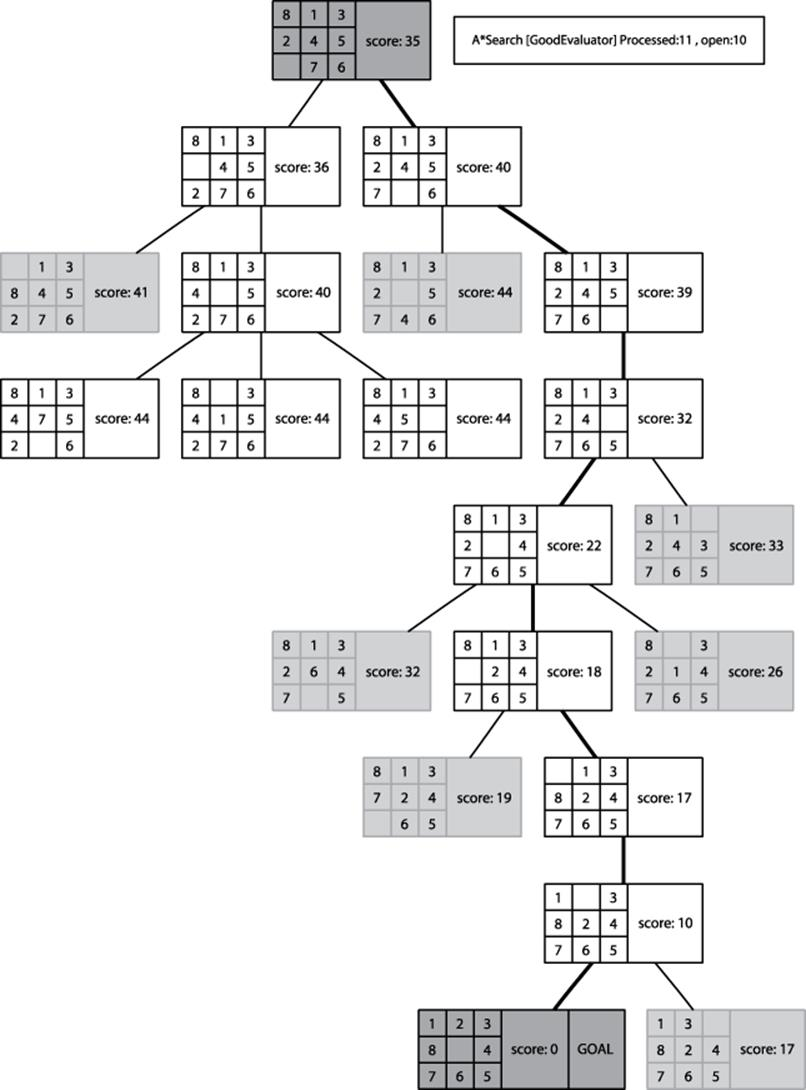 8 1 3
2 4 5 score: 35
7 6
A*Search [GoodEvaluator] Processed:11 , open:10
8 1 3
4 5 score: 36
2 7 6
8 1 3
2 4 5 score: 40
7 6
1 3
8 4 5 score: 41
2 7 6
8 1 3
4 5 score: 40
2 7 6
8 1 3
2 5 score: 44
7 4 6
8 1 3
2 4 5 score: 39
7 6
8 1 3
4 7 5 score: 44
2 6
8 3
4 1 5 score: 44
2 7 6
8 1 3
4 5 score: 44
2 7 6
8 1 3
2 4 score: 32
7 6 5
8 1 3
2 4 score: 22
7 6 5
8 1
2 4 3 score: 33
7 6 5
8 1 3
2 6 4 score: 32
7 5
8 1 3
2 4 score: 18
7 6 5
8 3
2 1 4 score: 26
7 6 5
8 1 3
7 2 4 score: 19
6 5
1 3
8 2 4 score: 17
7 6 5
1 3
8 2 4 score: 10
7 6 5
1 2 3
8 4 score: 0 GOAL
7 6 5
1 3
8 2 4 score: 17
7 6 5